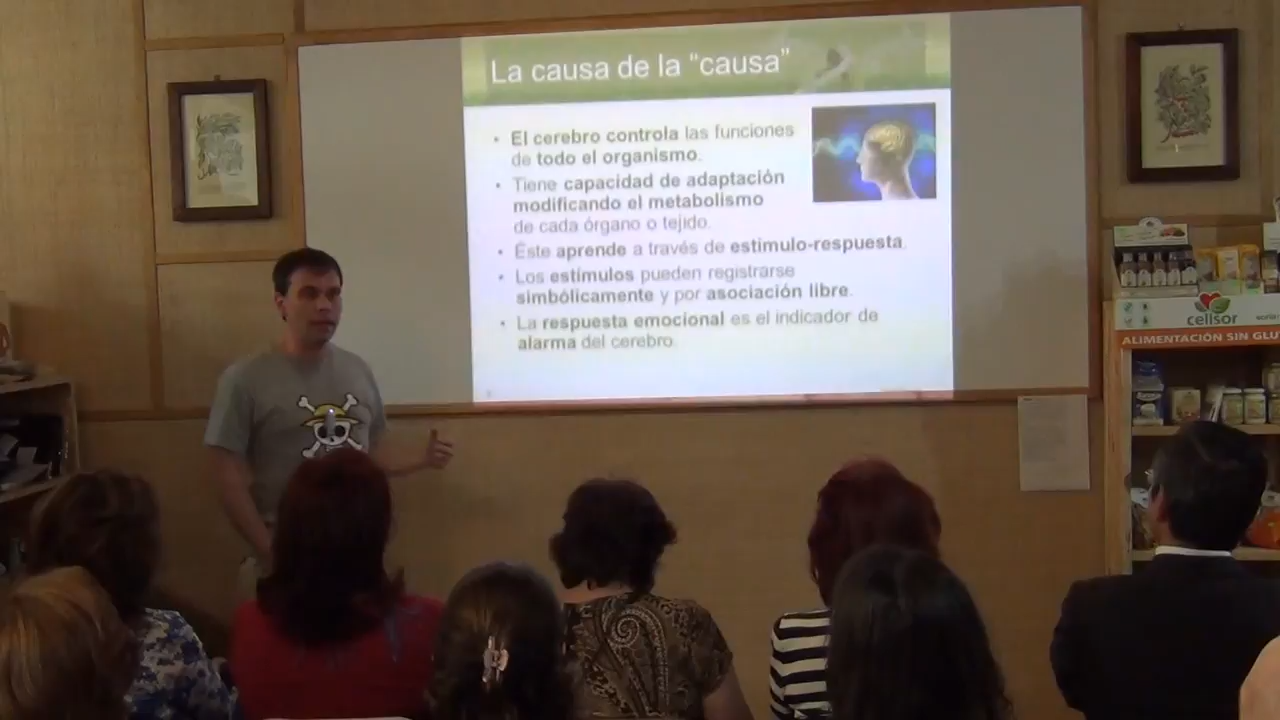 La causa de la "causa"
• El cerebro controla las funciones
de todo el organismo.
• Tiene capacidad de adaptación
modificando el metabolismo
de cada órgano o tejido.
• Éste aprende a través de estimulo-respuesta.
• Los estímulos pueden registrarse
simbólicamente y por asociación libre.
• La respuesta emocional es el indicador de
alarma del cerebro.
celisor
ALIMENTACIÓN SIN GLU